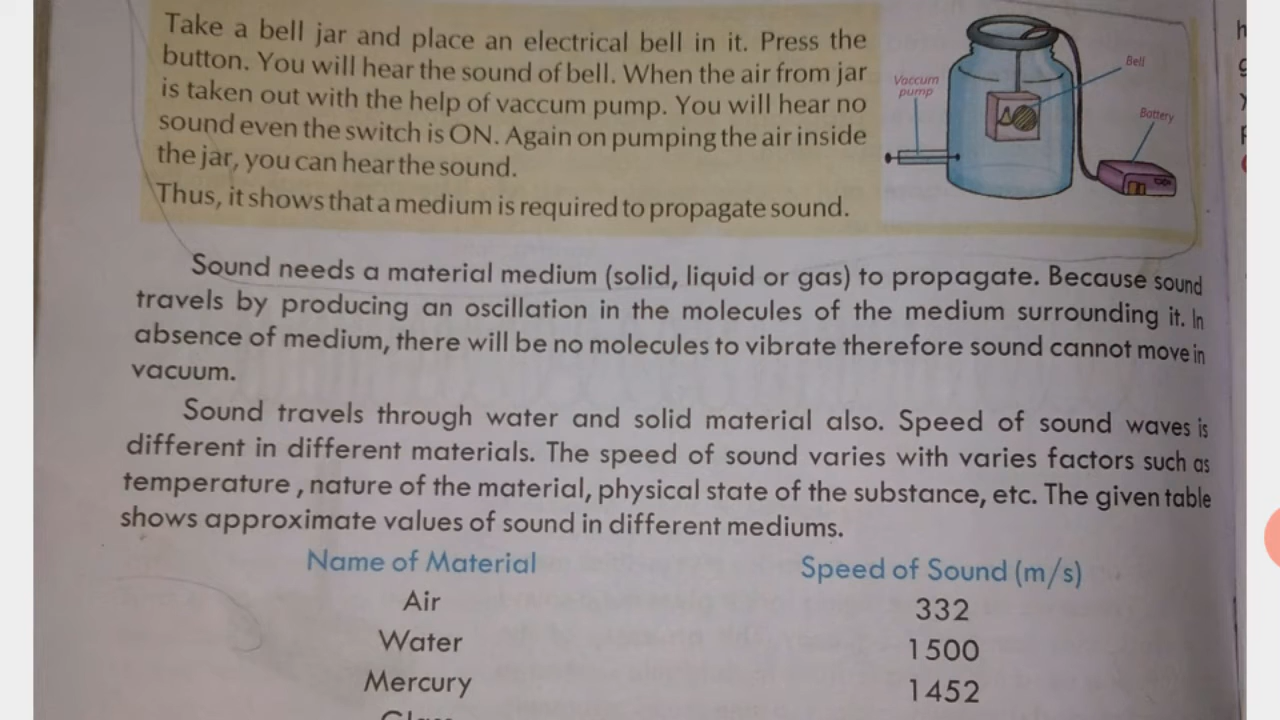 Take a bell jar and place an electrical bell in it. Press the
button. You will hear the sound of bell. When the air from jar
is taken out with the help of vaccum pump. You will hear no
sound even the switch is ON. Again on pumping the air inside
the jar, you can hear the sound.
Thus, it shows that a medium is required to propagate sound.
Vaccum
pump
Bell
Battery
Sound needs a material medium (solid, liquid or gas) to propagate. Because sound
travels by producing an oscillation in the molecules of the medium surrounding it. In
absence of medium, there will be no molecules to vibrate therefore sound cannot move in
vacuum.
Sound travels through water and solid material also. Speed of sound waves is
different in different materials. The speed of sound varies with varies factors such as
temperature , nature of the material, physical state of the substance, etc. The given table
shows approximate values of sound in different mediums.
Name of Material Speed of Sound (m/s)
Air 332
Water 1500
Mercury 1452